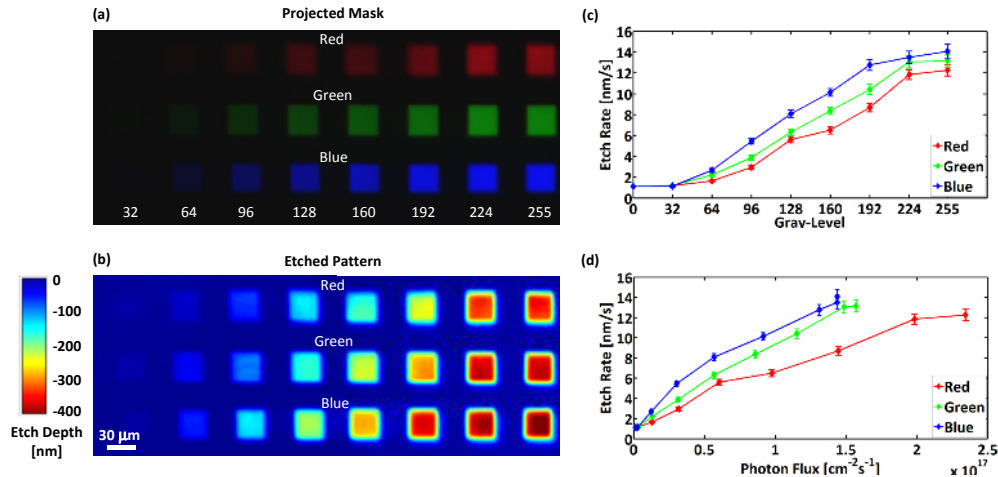 (a)
Projected Mask
Red
Green
Blue
32 64 96 128 160 192 224 255
(b)
Etched Pattern
Red
Green
Blue
30 µm
0
-100
-200
-300
-400
Etch Depth
[nm]
(c)
16
14
12
10
8
6
4
2
0
Etch Rate [nm/s]
0 32 64 96 128 160 192 224 255
Gray-Level
Red
Green
Blue
(d)
16
14
12
10
8
6
4
2
0
Etch Rate [nm/s]
0 0.5 1 1.5 2 2.5
Photon Flux [cm⁻²s⁻¹]
x 10¹⁷
Red
Green
Blue